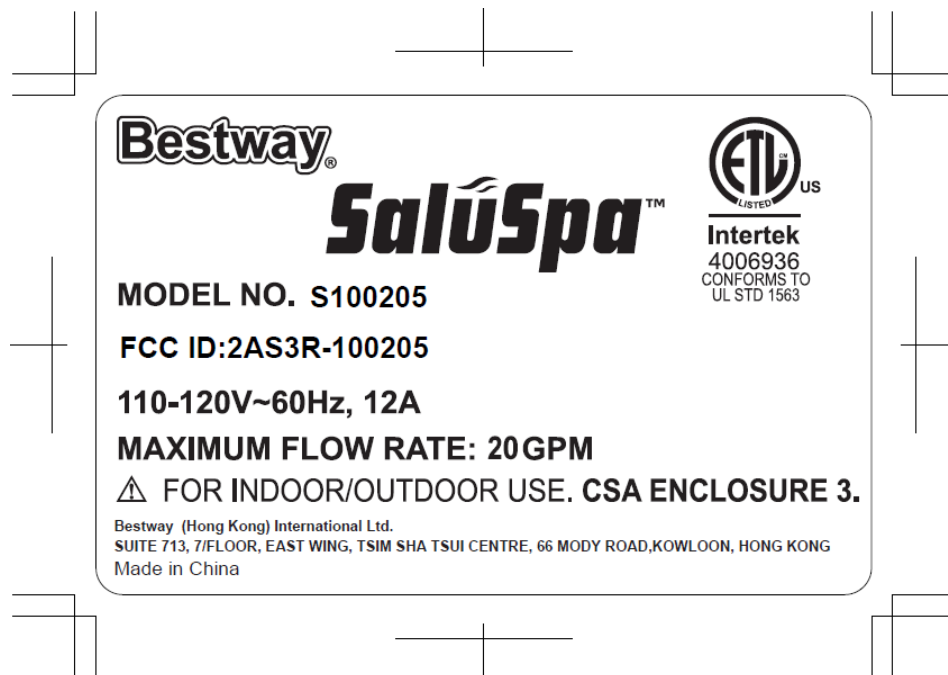 Bestway®
SaluSpa™
ETL CM
LISTED
US
Intertek
4006936
CONFORMS TO
UL STD 1563
MODEL NO. S100205
FCC ID:2AS3R-100205
110-120V~60Hz, 12A
MAXIMUM FLOW RATE: 20GPM
⚠ FOR INDOOR/OUTDOOR USE. CSA ENCLOSURE 3.
Bestway (Hong Kong) International Ltd.
SUITE 713, 7/FLOOR, EAST WING, TSIM SHA TSUI CENTRE, 66 MODY ROAD,KOWLOON, HONG KONG
Made in China